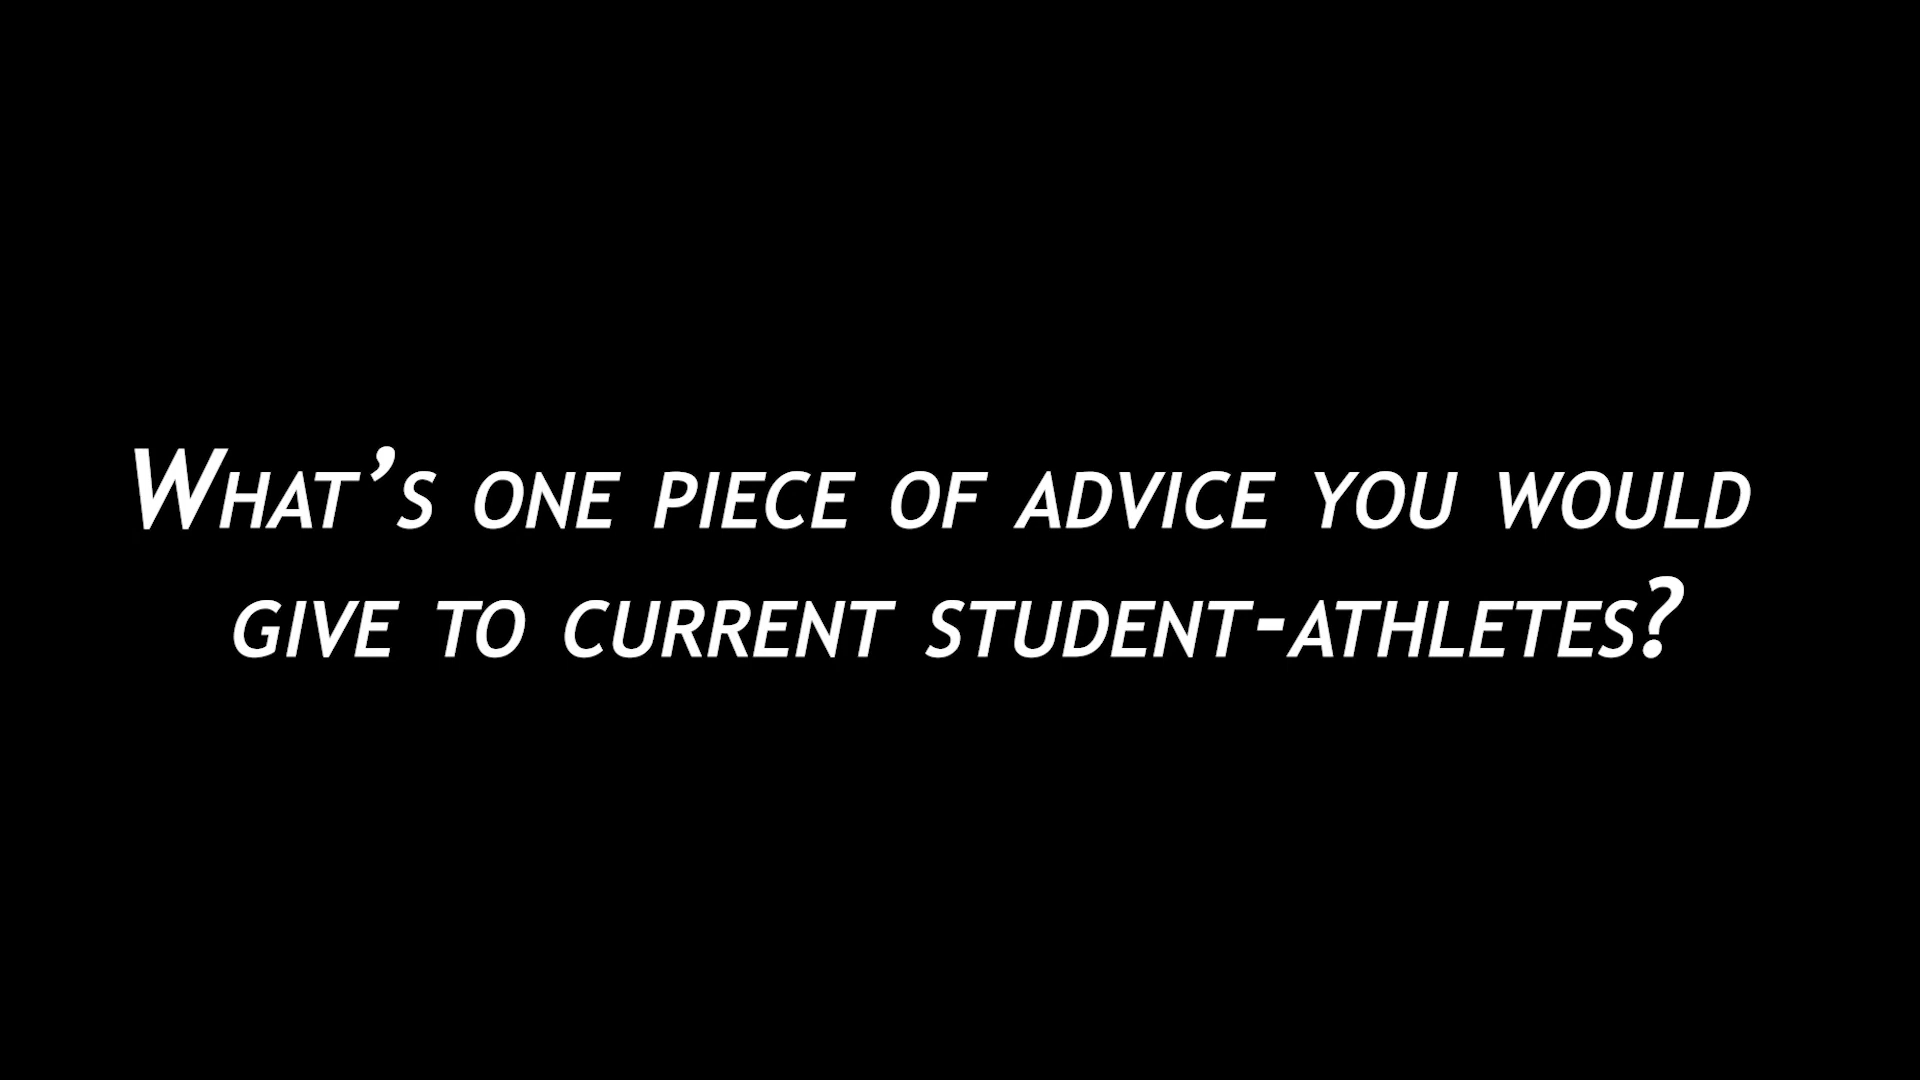 What’s one piece of advice you would
give to current student-athletes?